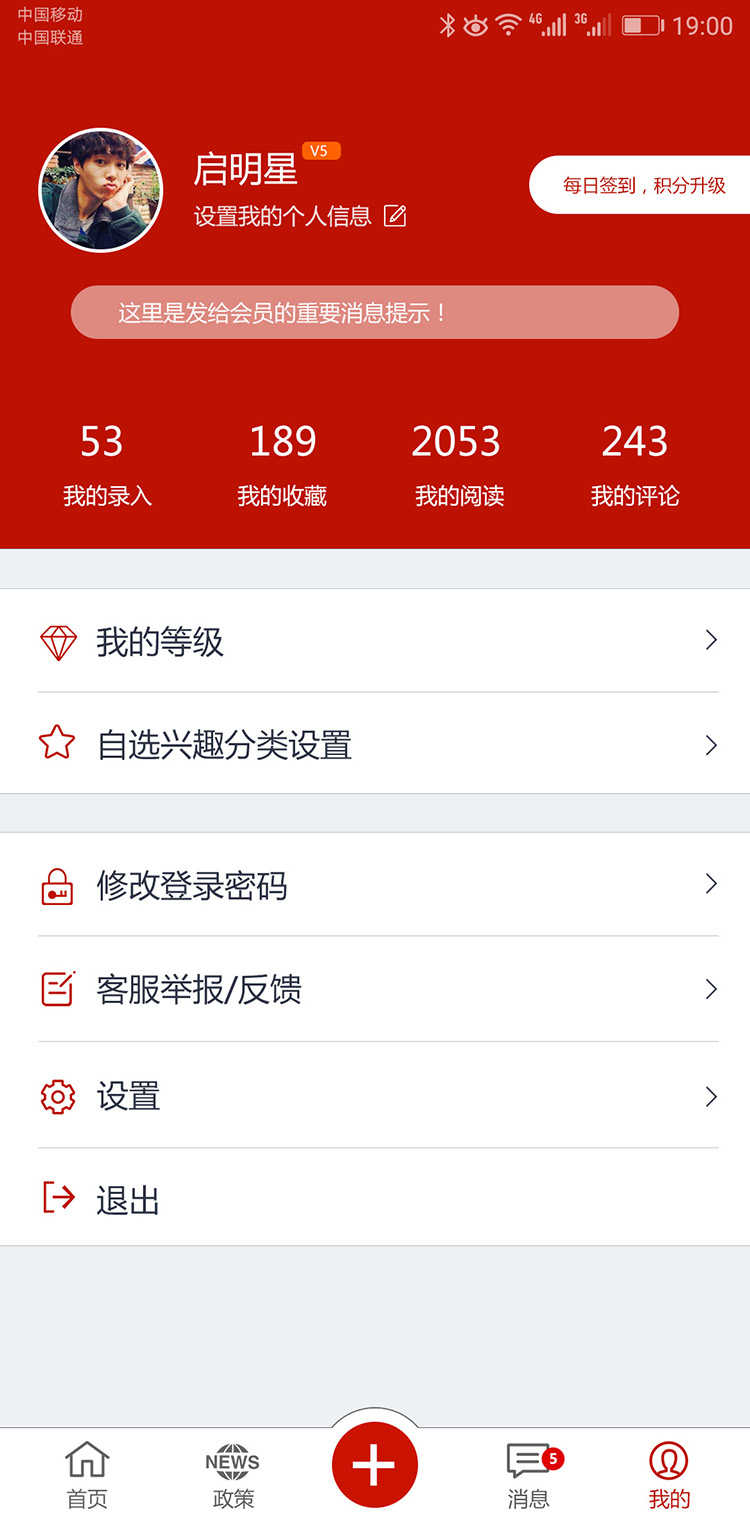 中国移动
中国联通
4G
3G
19:00
启明星
V5
设置我的个人信息
每日签到，积分升级
这里是发给会员的重要消息提示！
53
189
2053
243
我的录入
我的收藏
我的阅读
我的评论
我的等级
自选兴趣分类设置
修改登录密码
客服举报/反馈
设置
退出
NEWS
5
首页
政策
消息
我的